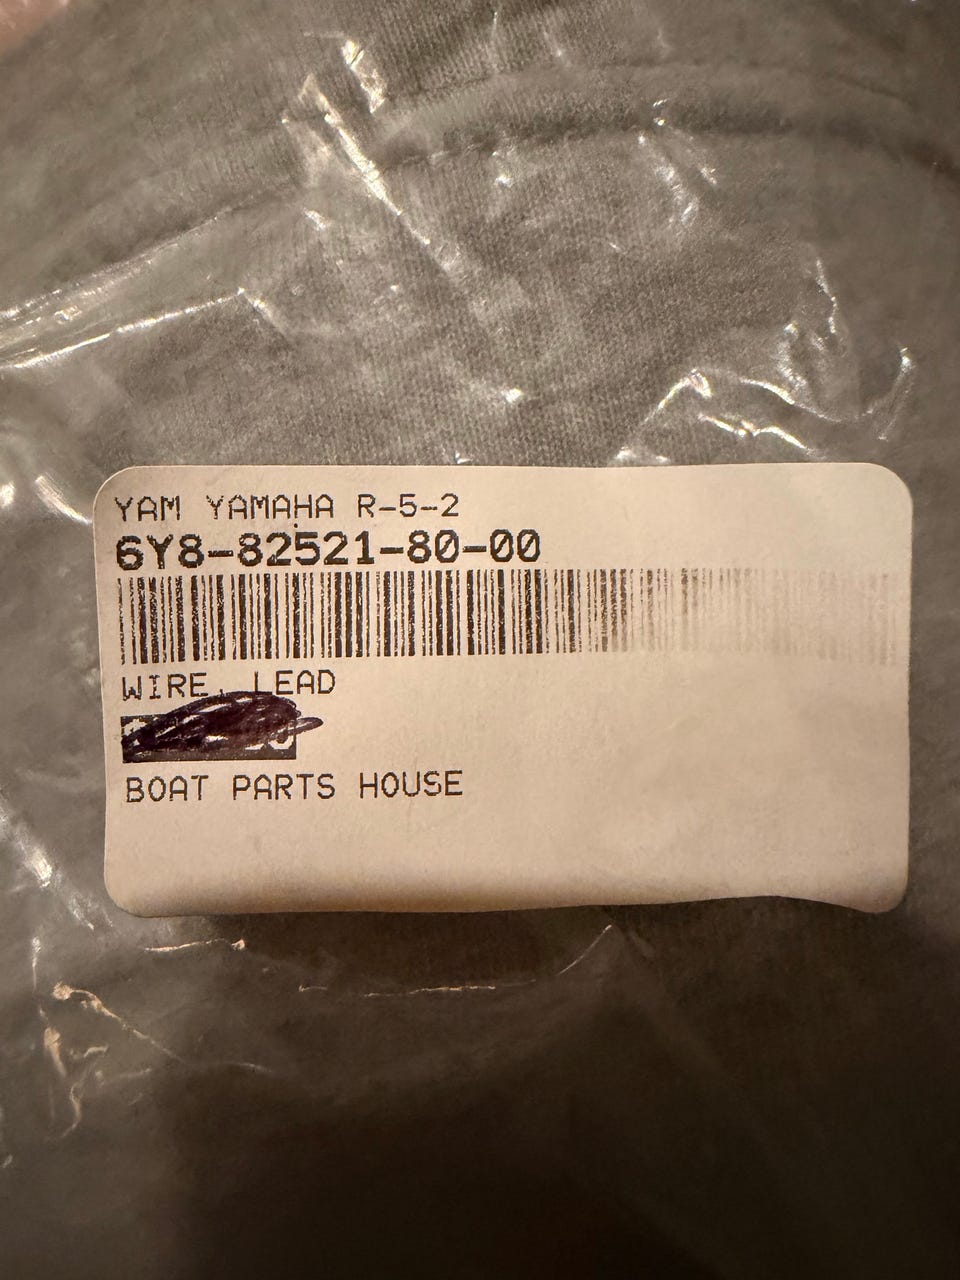 YAM YAMAHA R-5-2
6Y8-82521-80-00
WIRE, LEAD
BOAT PARTS HOUSE